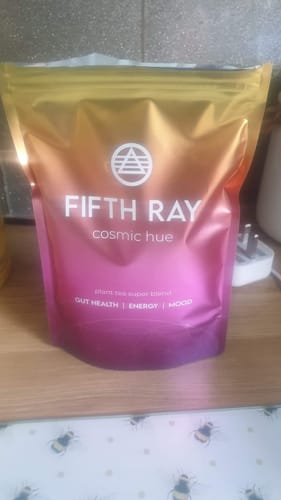 FIFTH RAY
cosmic hue
plant tea super blend
GUT HEALTH | ENERGY | MOOD